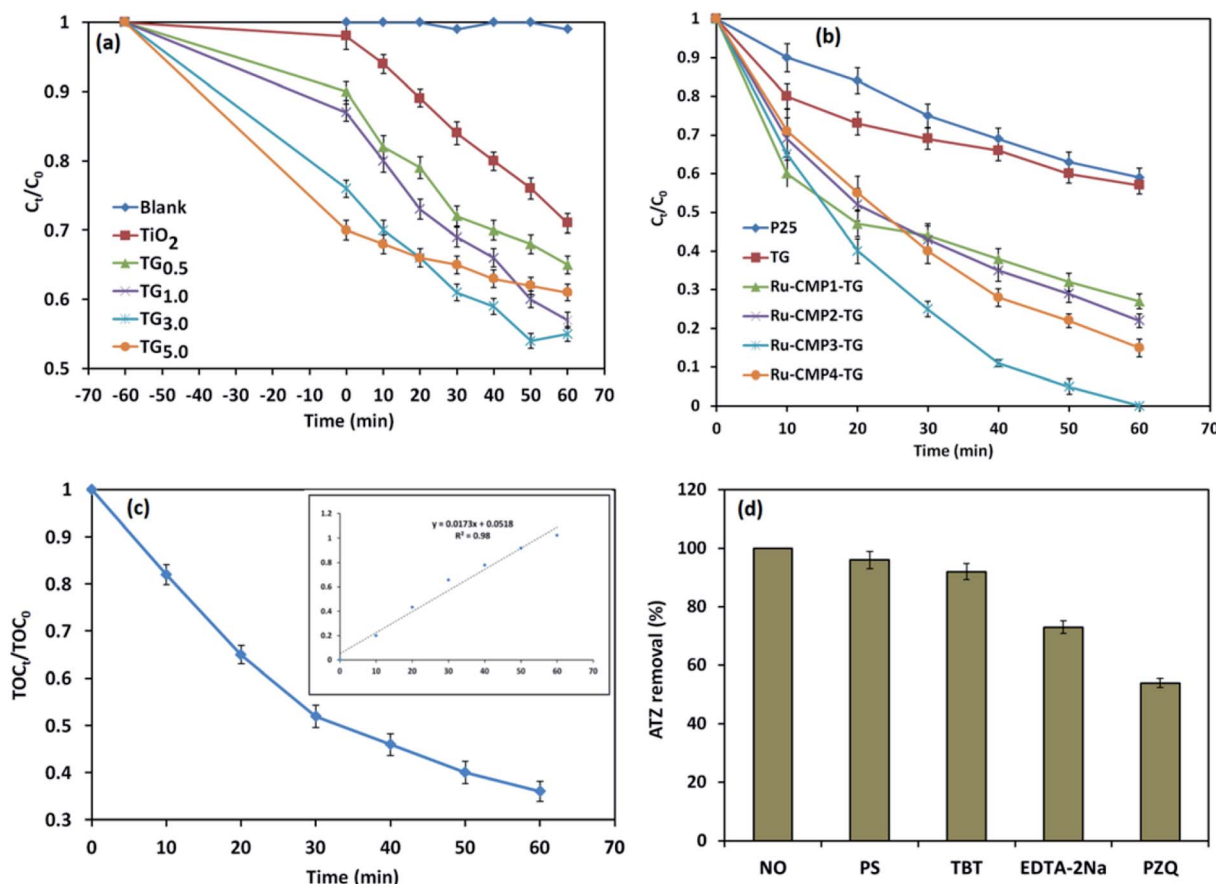 (a)
1
0.9
0.8
0.7
0.6
0.5
Cₜ/C₀
Blank
TiO₂
TG₀.₅
TG₁.₀
TG₃.₀
TG₅.₀
-70 -60 -50 -40 -30 -20 -10 0 10 20 30 40 50 60 70
Time (min)
(b)
1
0.9
0.8
0.7
0.6
0.5
0.4
0.3
0.2
0.1
0
Cₜ/C₀
P25
TG
Ru-CMP1-TG
Ru-CMP2-TG
Ru-CMP3-TG
Ru-CMP4-TG
0 10 20 30 40 50 60 70
Time (min)
(c)
1
0.9
0.8
0.7
0.6
0.5
0.4
0.3
TOCₜ/TOC₀
y = 0.0173x + 0.0518
R² = 0.98
1.2
1
0.8
0.6
0.4
0.2
0
0 10 20 30 40 50 60 70
0 10 20 30 40 50 60 70
Time (min)
(d)
120
100
80
60
40
20
0
ATZ removal (%)
NO PS TBT EDTA-2Na PZQ